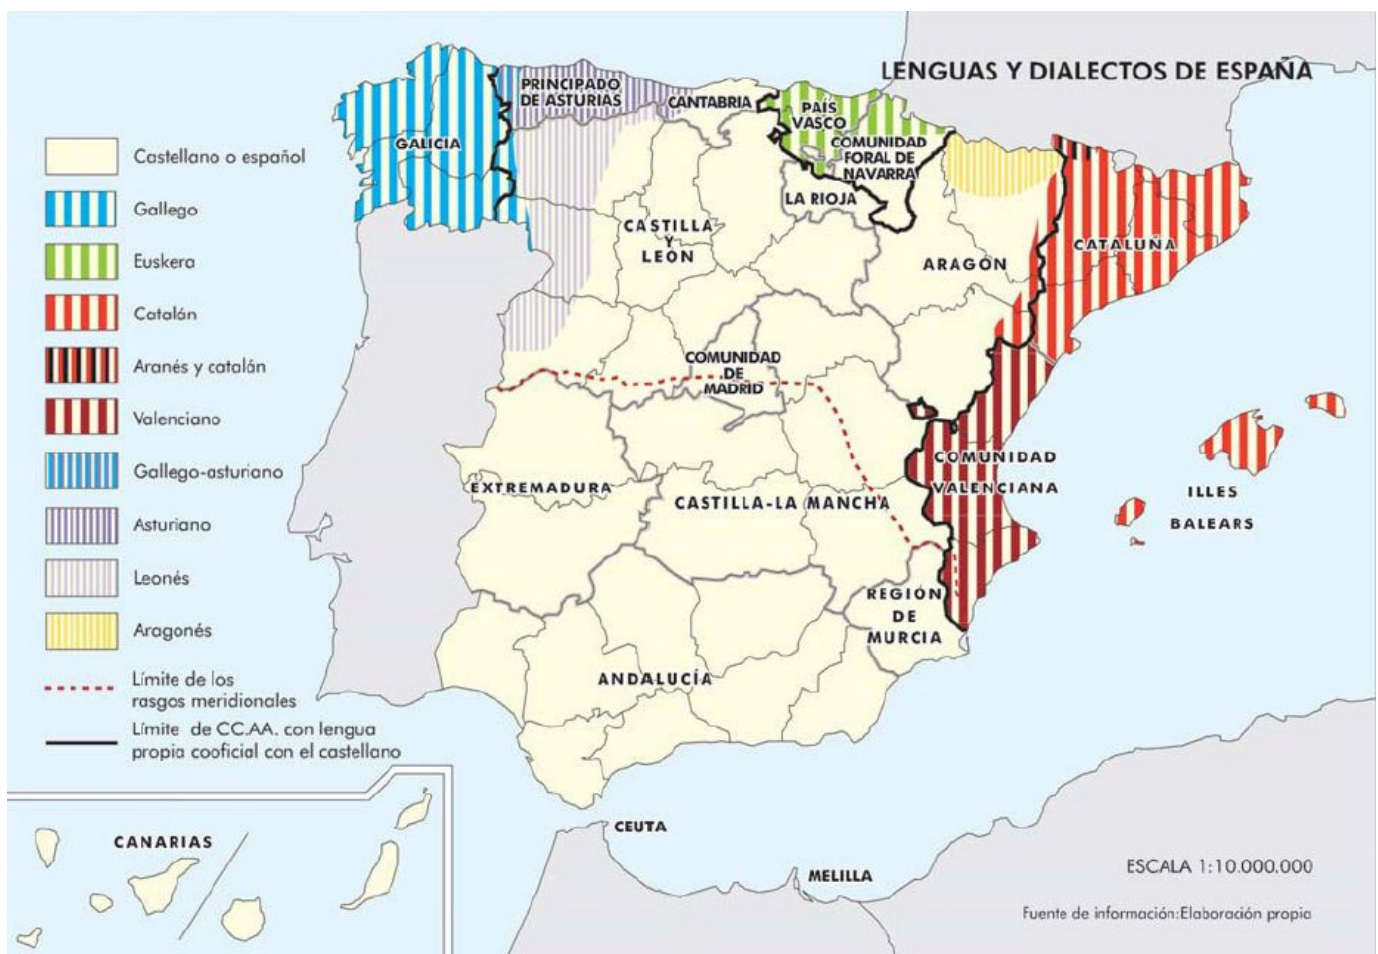 LENGUAS Y DIALECTOS DE ESPAÑA
Castellano o español
Gallego
Euskera
Catalán
Aranés y catalán
Valenciano
Gallego-asturiano
Asturiano
Leonés
Aragonés
Límite de los
rasgos meridionales
Límite de CC.AA. con lengua
propia cooficial con el castellano
PRINCIPADO
DE ASTURIAS
CANTABRIA
PAÍS
VASCO
GALICIA
COMUNIDAD
FORAL DE
NAVARRA
LA RIOJA
CASTILLA
Y
LEÓN
ARAGÓN
CATALUÑA
COMUNIDAD
DE
MADRID
EXTREMADURA
CASTILLA-LA MANCHA
COMUNIDAD
VALENCIANA
ILLES
BALEARS
REGIÓN
DE
MURCIA
ANDALUCÍA
CEUTA
MELILLA
CANARIAS
ESCALA 1:10.000.000
Fuente de información:Elaboración propia